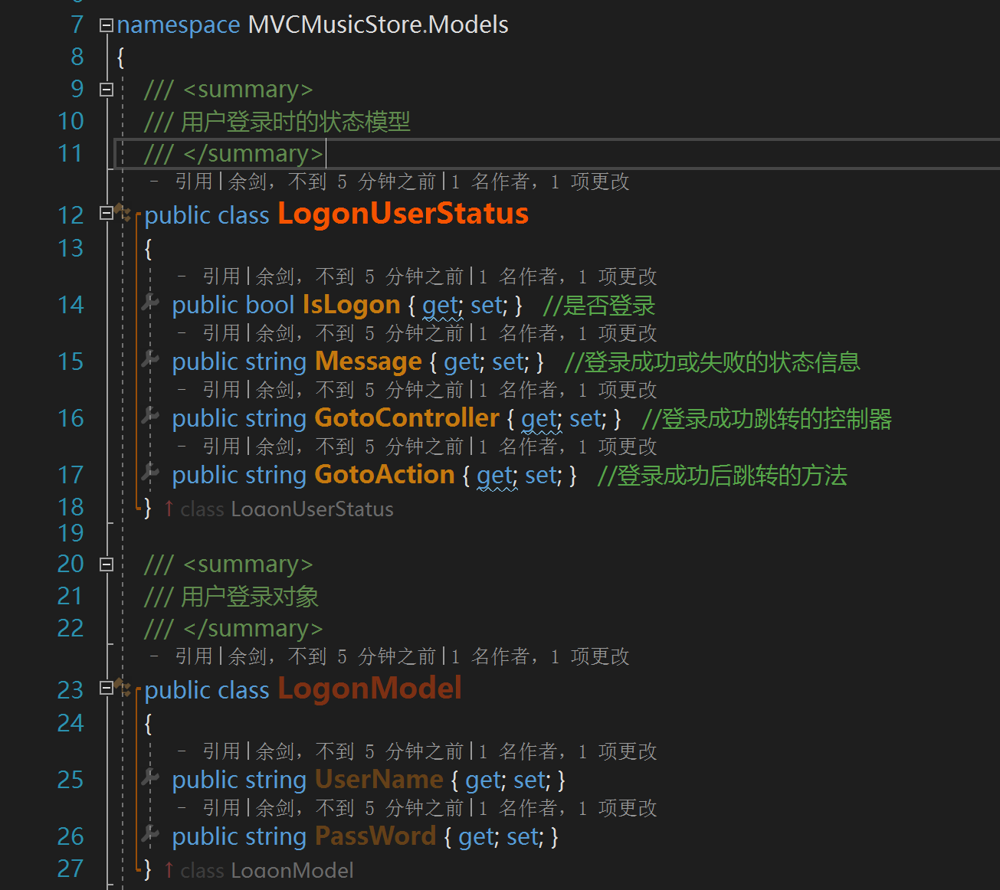 7 namespace MVCMusicStore.Models
8 {
9 /// <summary>
10 /// 用户登录时的状态模型
11 /// </summary>
- 引用|余剑，不到 5 分钟之前|1 名作者，1 项更改
12 public class LogonUserStatus
13 {
- 引用|余剑，不到 5 分钟之前|1 名作者，1 项更改
14 public bool IsLogon { get; set; } //是否登录
- 引用|余剑，不到 5 分钟之前|1 名作者，1 项更改
15 public string Message { get; set; } //登录成功或失败的状态信息
- 引用|余剑，不到 5 分钟之前|1 名作者，1 项更改
16 public string GotoController { get; set; } //登录成功跳转的控制器
- 引用|余剑，不到 5 分钟之前|1 名作者，1 项更改
17 public string GotoAction { get; set; } //登录成功后跳转的方法
18 } ↑ class LogonUserStatus
19
20 /// <summary>
21 /// 用户登录对象
22 /// </summary>
- 引用|余剑，不到 5 分钟之前|1 名作者，1 项更改
23 public class LogonModel
24 {
- 引用|余剑，不到 5 分钟之前|1 名作者，1 项更改
25 public string UserName { get; set; }
- 引用|余剑，不到 5 分钟之前|1 名作者，1 项更改
26 public string PassWord { get; set; }
27 } ↑ class LogonModel